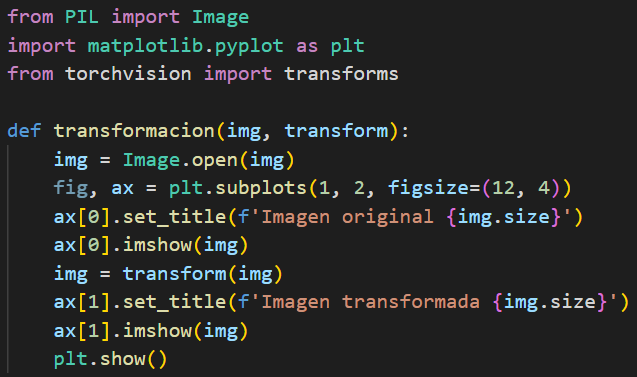 from PIL import Image
import matplotlib.pyplot as plt
from torchvision import transforms
def transformacion(img, transform):
    img = Image.open(img)
    fig, ax = plt.subplots(1, 2, figsize=(12, 4))
    ax[0].set_title(f'Imagen original {img.size}')
    ax[0].imshow(img)
    img = transform(img)
    ax[1].set_title(f'Imagen transformada {img.size}')
    ax[1].imshow(img)
    plt.show()